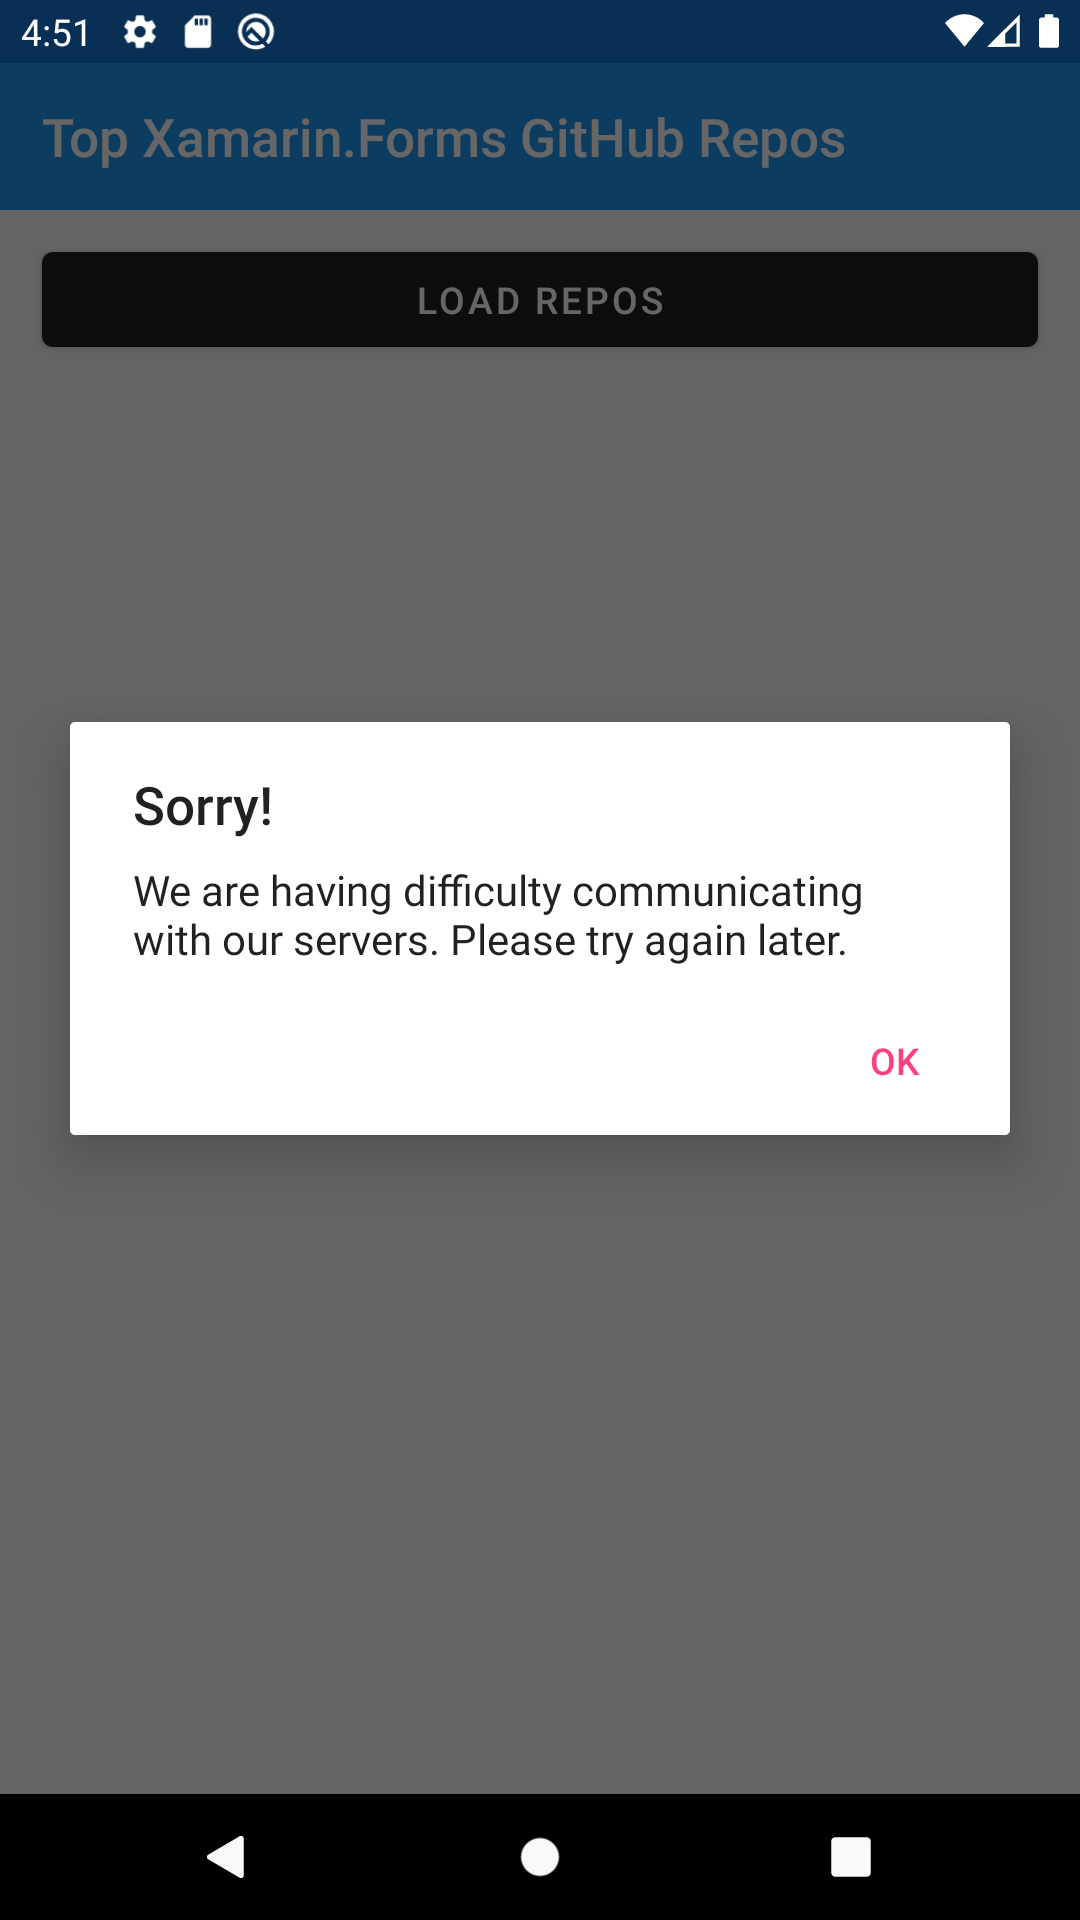 4:51
Top Xamarin.Forms GitHub Repos
LOAD REPOS
Sorry!
We are having difficulty communicating
with our servers. Please try again later.
OK